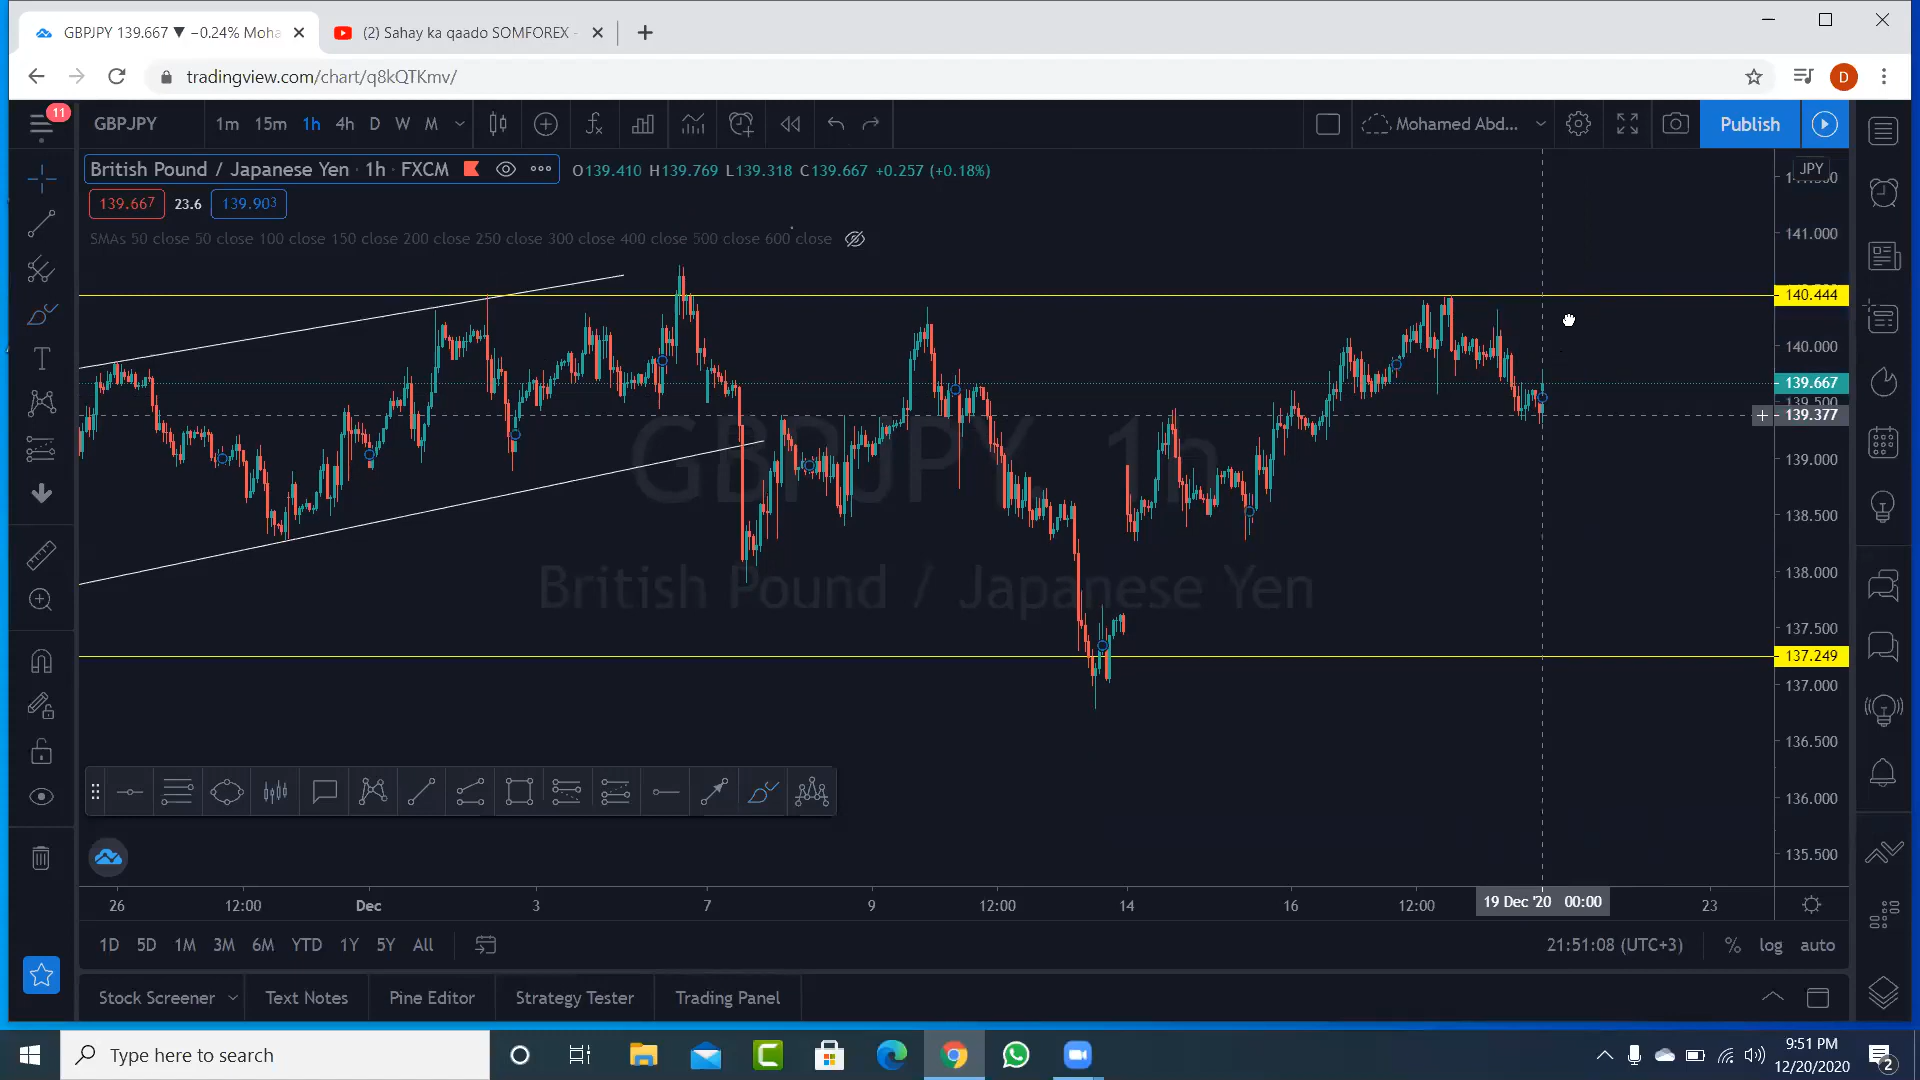 GBPJPY 139.667 ▼ −0.24% Moha
(2) Sahay ka qaado SOMFOREX -
tradingview.com/chart/q8kQTKmv/
D
11
GBPJPY 1m 15m 1h 4h D W M
Mohamed Abd...
Publish
British Pound / Japanese Yen · 1h · FXCM
O139.410 H139.769 L139.318 C139.667 +0.257 (+0.18%)
139.667 23.6 139.903
SMAs 50 close 50 close 100 close 150 close 200 close 250 close 300 close 400 close 500 close 600 close
GBPJPY, 1h
British Pound / Japanese Yen
JPY
141.000
140.444
140.000
139.667
139.500
139.377
139.000
138.500
138.000
137.500
137.249
137.000
136.500
136.000
135.500
26 12:00 Dec 3 7 9 12:00 14 16 12:00 19 Dec '20 00:00 23
1D 5D 1M 3M 6M YTD 1Y 5Y All
21:51:08 (UTC+3) % log auto
Stock Screener Text Notes Pine Editor Strategy Tester Trading Panel
Type here to search
9:51 PM
12/20/2020
2